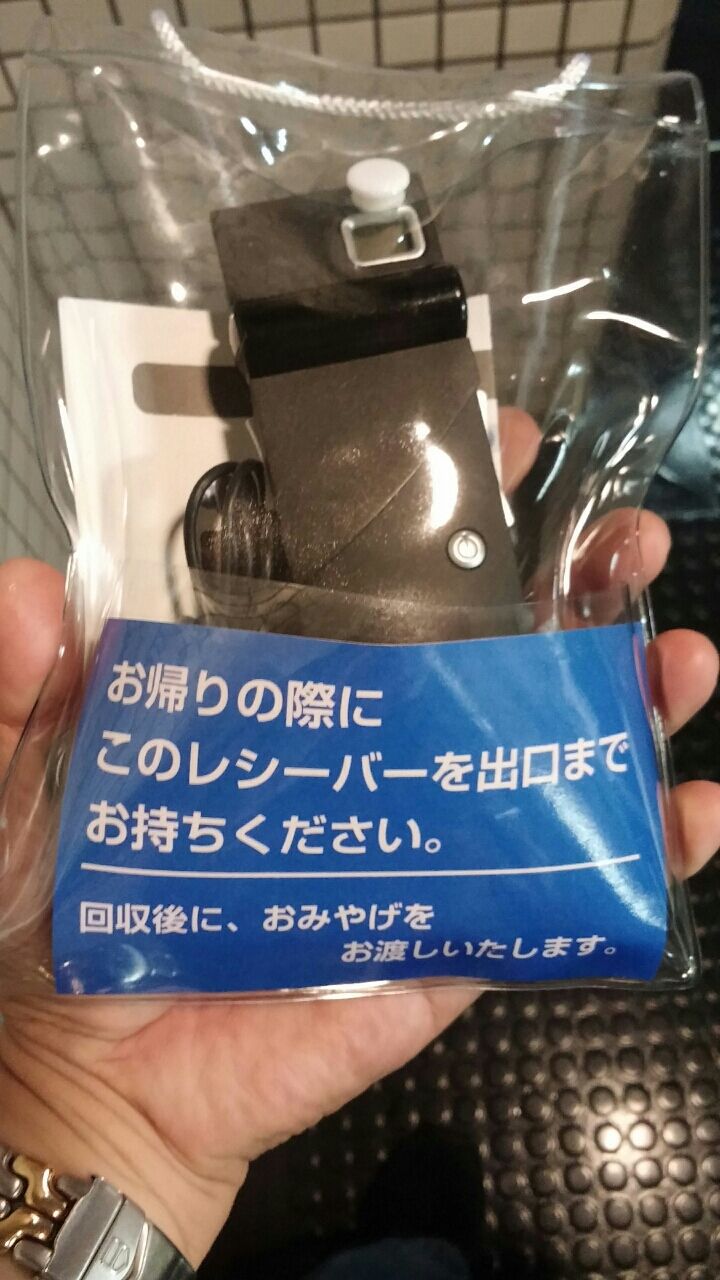 お帰りの際に
このレシーバーを出口まで
お持ちください。
回収後に、おみやげを
お渡しいたします。